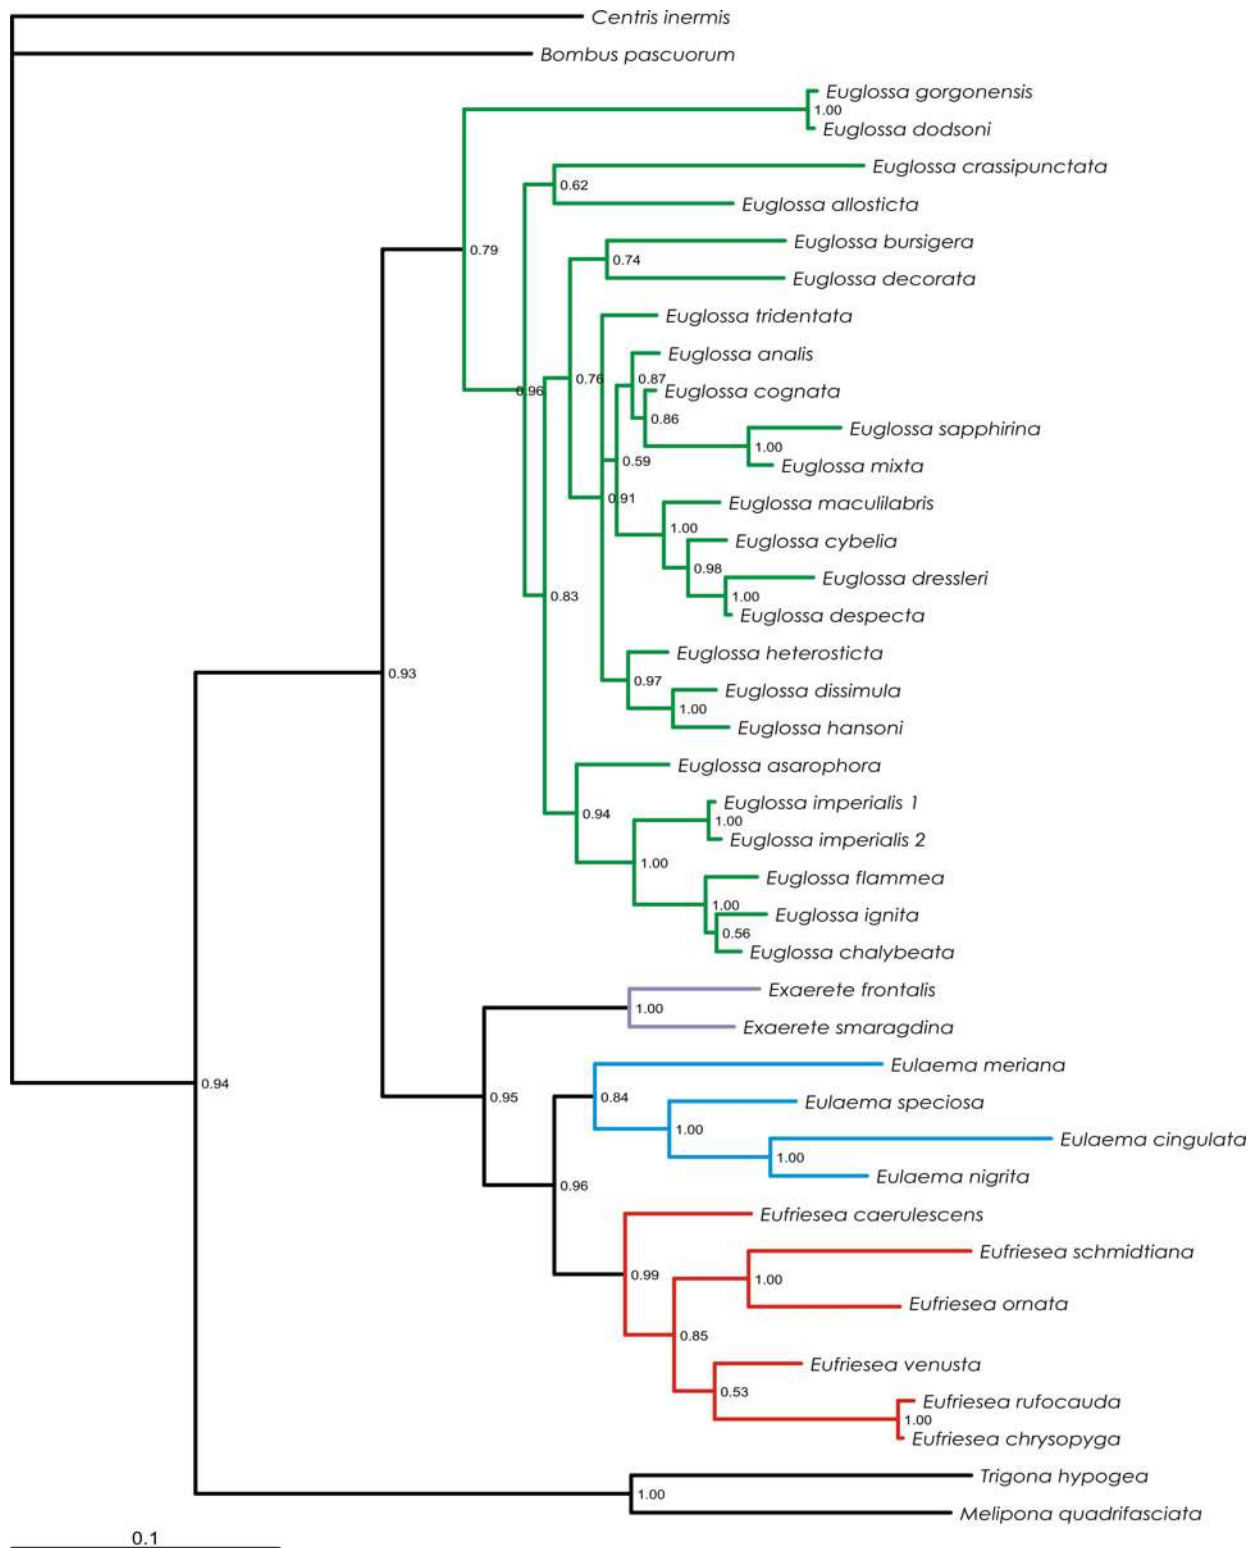 Centris inermis
Bombus pascuorum
Euglossa gorgonensis
1.00
Euglossa dodsoni
Euglossa crassipunctata
0.62
Euglossa allosticta
Euglossa bursigera
0.79
0.74
Euglossa decorata
Euglossa tridentata
Euglossa analis
0.96
0.76
0.87
Euglossa cognata
0.86
Euglossa sapphirina
1.00
0.59
Euglossa mixta
0.91
Euglossa maculilabris
1.00
Euglossa cybelia
0.98
Euglossa dressleri
0.83
1.00
Euglossa despecta
Euglossa heterosticta
0.93
0.97
Euglossa dissimula
1.00
Euglossa hansoni
Euglossa asarophora
Euglossa imperialis 1
0.94
1.00
Euglossa imperialis 2
1.00
Euglossa flammea
1.00
Euglossa ignita
0.56
Euglossa chalybeata
Exaerete frontalis
1.00
Exaerete smaragdina
Eulaema meriana
0.94
0.95
0.84
Eulaema speciosa
1.00
Eulaema cingulata
1.00
Eulaema nigrita
0.96
Eufriesea caerulescens
Eufriesea schmidtiana
0.99
1.00
Eufriesea ornata
0.85
Eufriesea venusta
0.53
Eufriesea rufocauda
1.00
Eufriesea chrysopyga
Trigona hypogea
1.00
Melipona quadrifasciata
0.1